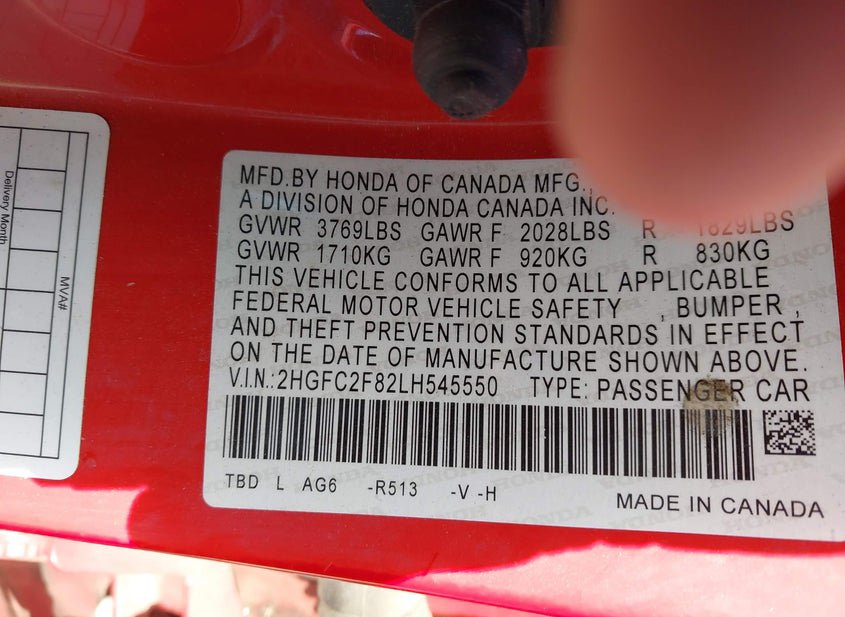 Delivery Month
MVA#
MFD.BY HONDA OF CANADA MFG.,
A DIVISION OF HONDA CANADA INC.
GVWR 3769LBS GAWR F 2028LBS R 1829LBS
GVWR 1710KG GAWR F 920KG R 830KG
THIS VEHICLE CONFORMS TO ALL APPLICABLE
FEDERAL MOTOR VEHICLE SAFETY , BUMPER ,
AND THEFT PREVENTION STANDARDS IN EFFECT
ON THE DATE OF MANUFACTURE SHOWN ABOVE.
V.I.N.:2HGFC2F82LH545550 TYPE: PASSENGER CAR
TBD L AG6 -R513 -V -H
MADE IN CANADA